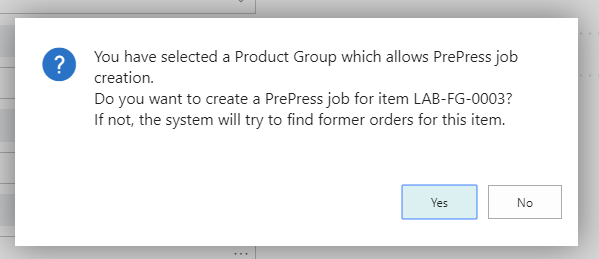 You have selected a Product Group which allows PrePress job
creation.
Do you want to create a PrePress job for item LAB-FG-0003?
If not, the system will try to find former orders for this item.
Yes
No